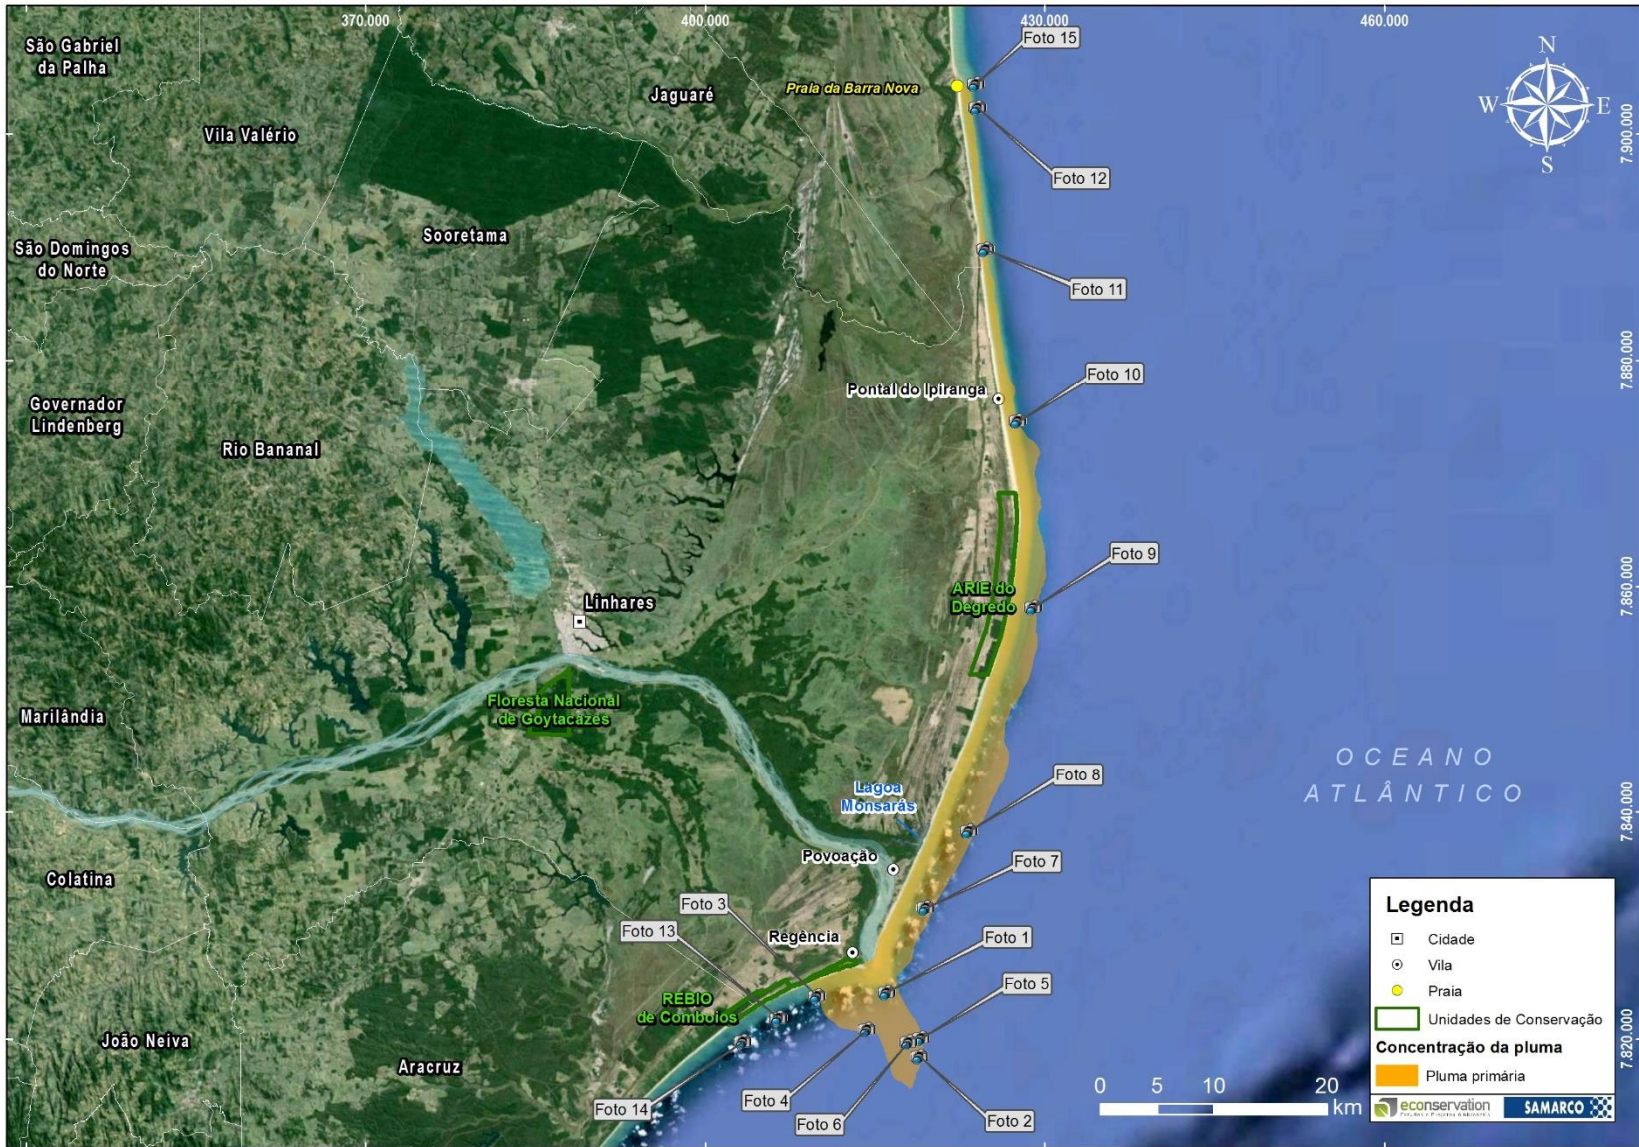 370.000
400.000
430.000
460.000
São Gabriel
da Palha
Foto 15
Praia da Barra Nova
Jaguaré
N
W
E
S
Vila Valério
7.900.000
Foto 12
Sooretama
São Domingos
do Norte
Foto 11
Foto 10
7.880.000
Pontal do Ipiranga
Governador
Lindenberg
Rio Bananal
Foto 9
ARIE do
Degredo
7.860.000
Linhares
Floresta Nacional
de Goytacazes
Marilândia
OCEANO
ATLÂNTICO
Foto 8
Lagoa
Monsarás
7.840.000
Povoação
Foto 7
Colatina
Foto 3
Foto 13
Regência
Foto 1
Foto 5
REBIO
de Comboios
João Neiva
Aracruz
7.820.000
Foto 14
Foto 4
Foto 6
Foto 2
0
5
10
20
km
Legenda
Cidade
Vila
Praia
Unidades de Conservação
Concentração da pluma
Pluma primária
econservation
SAMARCO